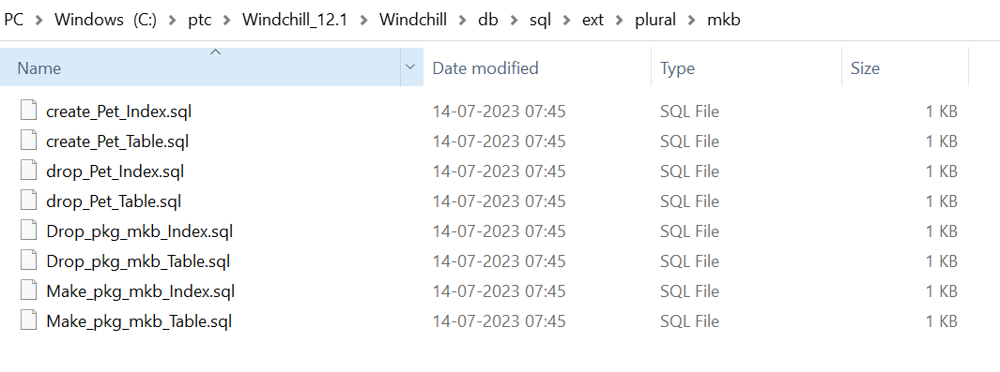 PC > Windows (C:) > ptc > Windchill_12.1 > Windchill > db > sql > ext > plural > mkb
Name Date modified Type Size
create_Pet_Index.sql 14-07-2023 07:45 SQL File 1 KB
create_Pet_Table.sql 14-07-2023 07:45 SQL File 1 KB
drop_Pet_Index.sql 14-07-2023 07:45 SQL File 1 KB
drop_Pet_Table.sql 14-07-2023 07:45 SQL File 1 KB
Drop_pkg_mkb_Index.sql 14-07-2023 07:45 SQL File 1 KB
Drop_pkg_mkb_Table.sql 14-07-2023 07:45 SQL File 1 KB
Make_pkg_mkb_Index.sql 14-07-2023 07:45 SQL File 1 KB
Make_pkg_mkb_Table.sql 14-07-2023 07:45 SQL File 1 KB